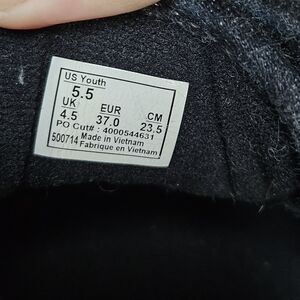 US Youth
5.5
UK EUR CM
4.5 37.0 23.5
PO Cut# : 4000544631
500714 Made in Vietnam
Fabrique en Vietnam